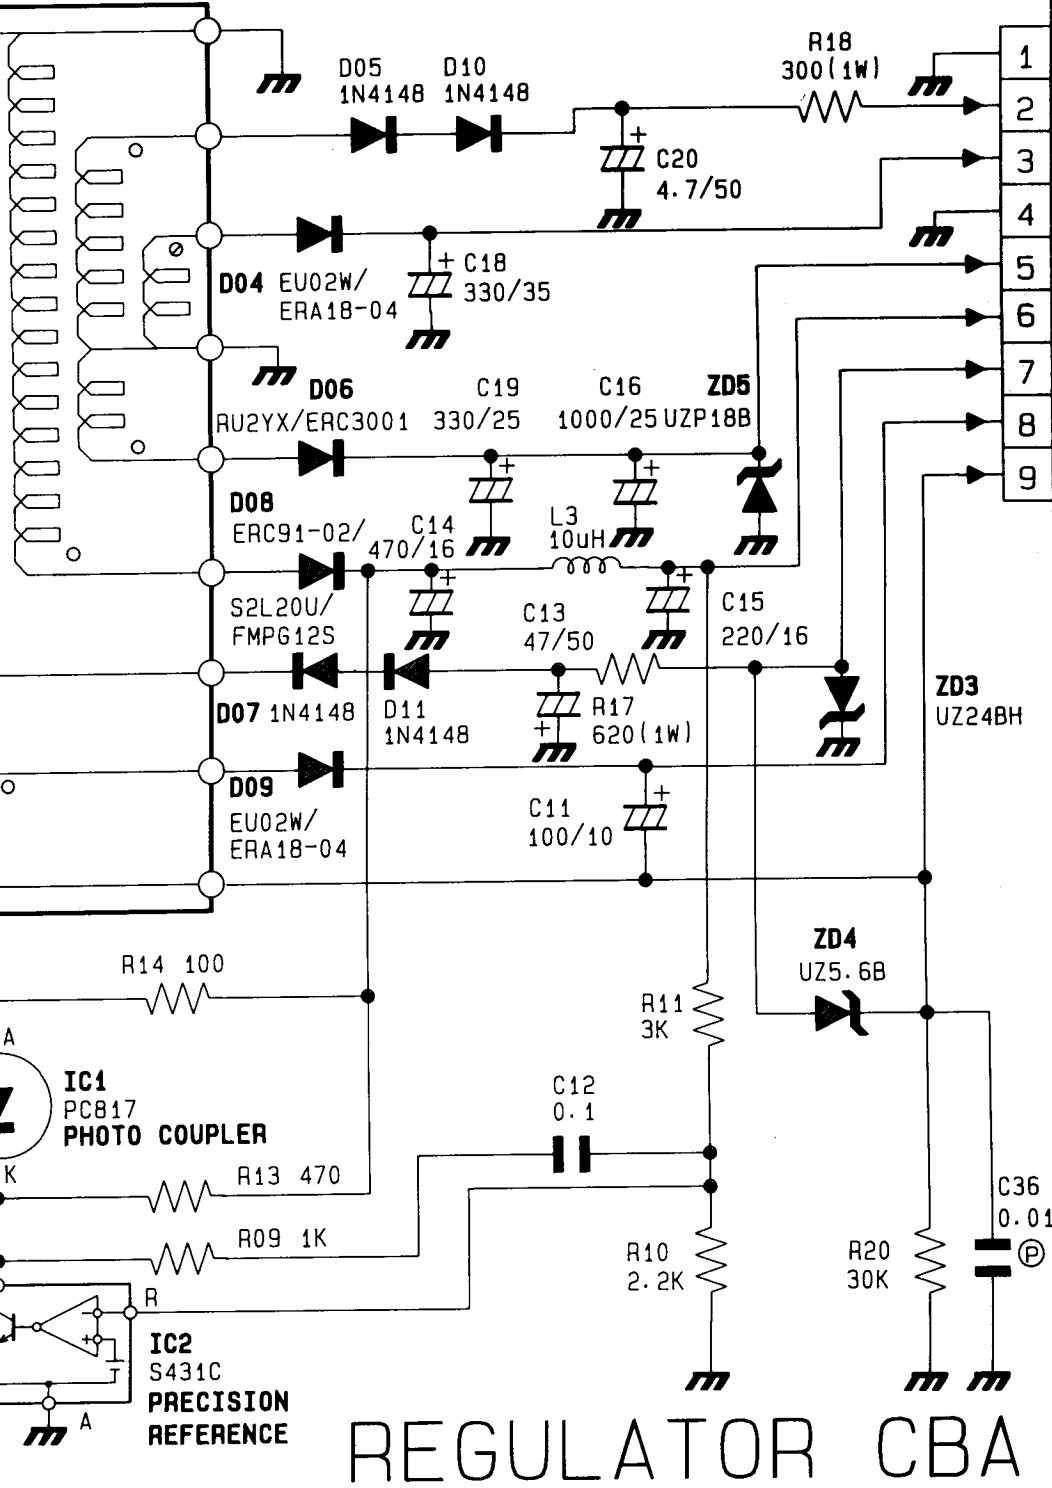 R18
300(1W)
1
D05 D10
1N4148 1N4148
2
C20
4.7/50
3
4
D04 EU02W/
ERA18-04
C18
330/35
5
6
D06
RU2YX/ERC3001
C19
330/25
C16
1000/25
ZD5
UZP18B
7
8
9
D08
ERC91-02/
C14
470/16
L3
10uH
S2L20U/
FMPG12S
C13
47/50
C15
220/16
D07 1N4148
D11
1N4148
R17
620(1W)
ZD3
UZ24BH
D09
EU02W/
ERA18-04
C11
100/10
R14 100
ZD4
UZ5.6B
A
R11
3K
IC1
PC817
PHOTO COUPLER
C12
0.1
K
R13 470
C36
0.01
P
R09 1K
R10
2.2K
R20
30K
R
IC2
S431C
PRECISION
REFERENCE
A
REGULATOR CBA